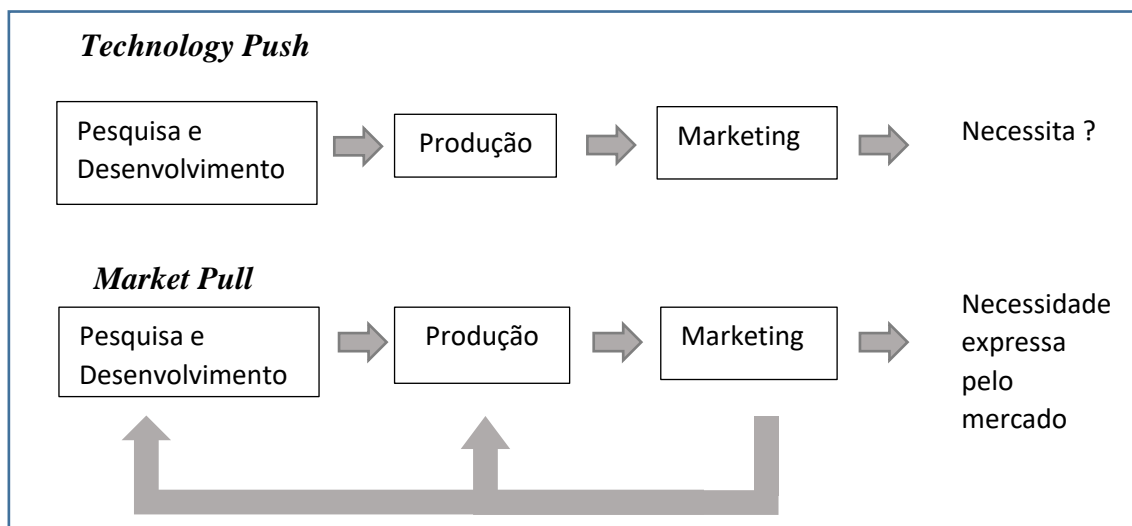 Technology Push
Pesquisa e
Desenvolvimento
Produção
Marketing
Necessita ?
Market Pull
Pesquisa e
Desenvolvimento
Produção
Marketing
Necessidade
expressa
pelo
mercado